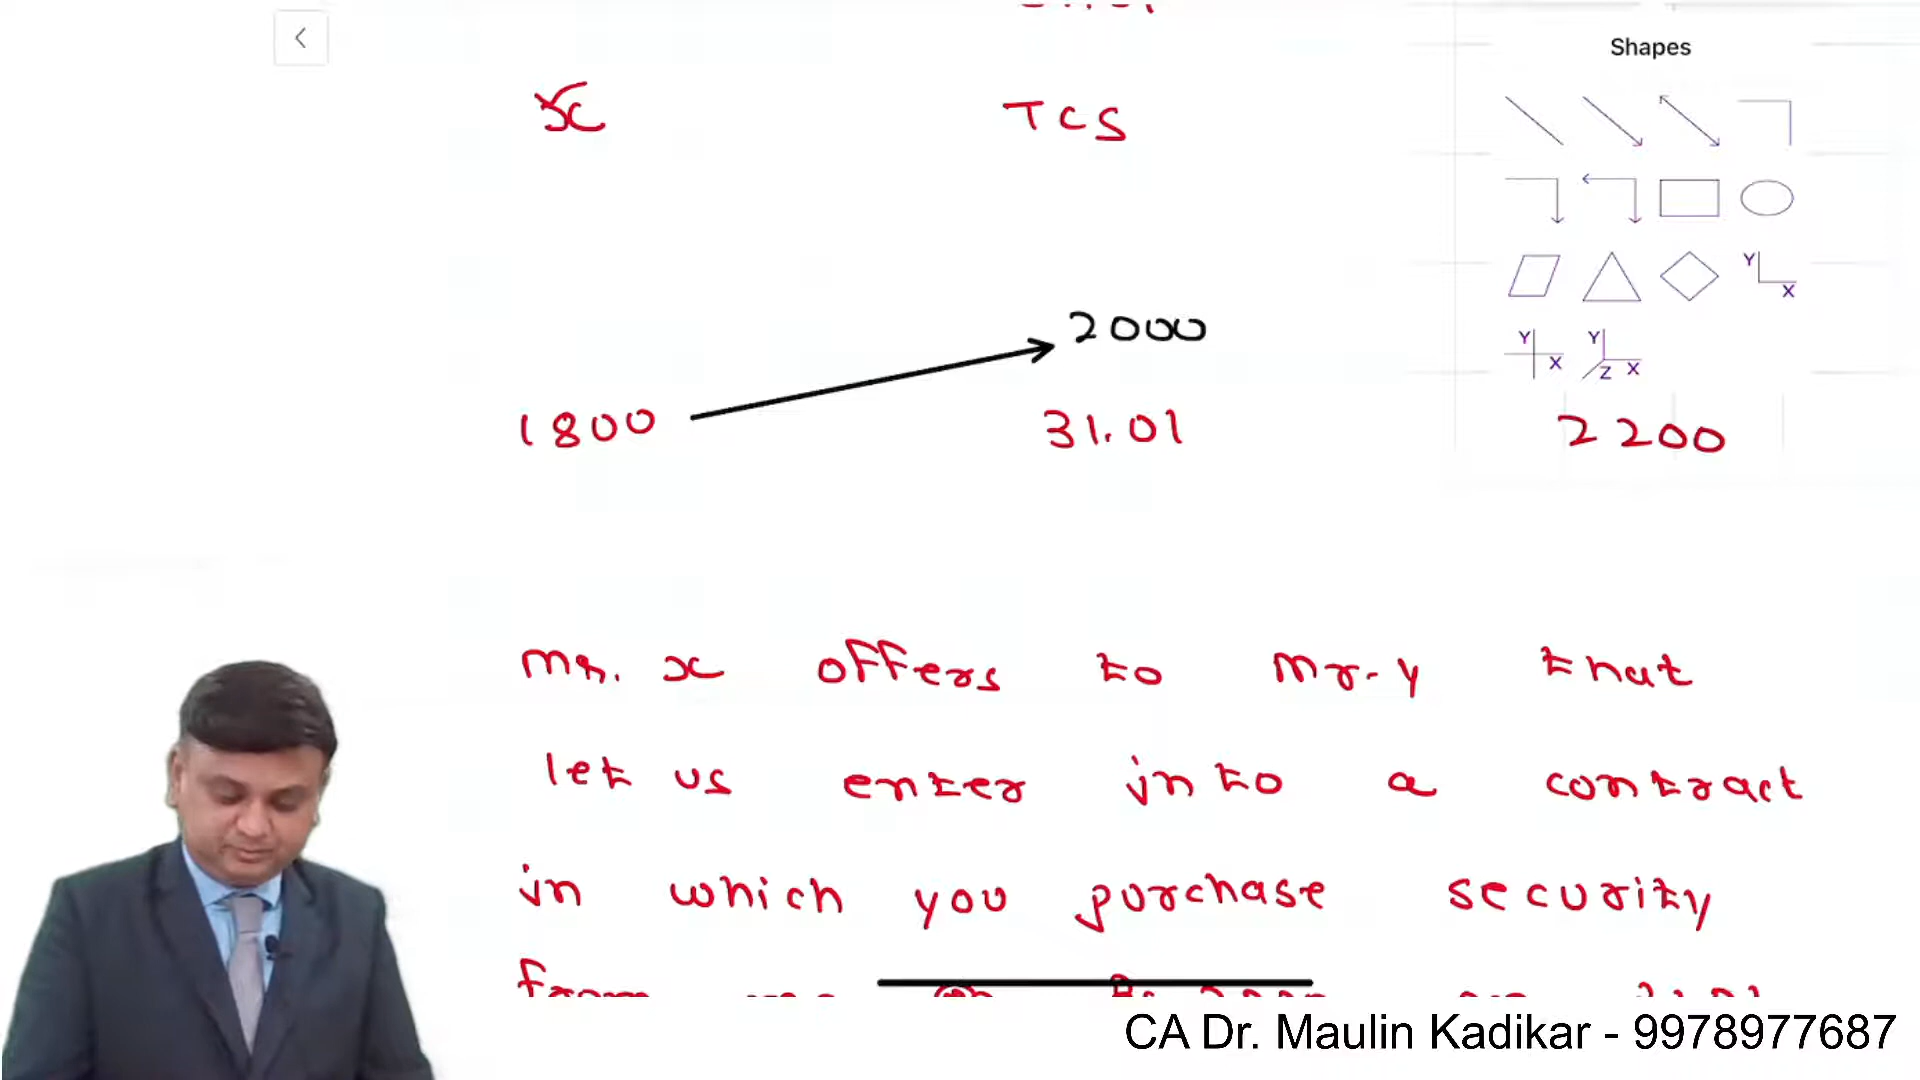 Shapes
x TCS
Y X
Y X Y Z X
2000
1800 31.01 2200
Mr. x offers to Mr. y that
let us enter into a contract
in which you purchase security
from
CA Dr. Maulin Kadikar - 9978977687